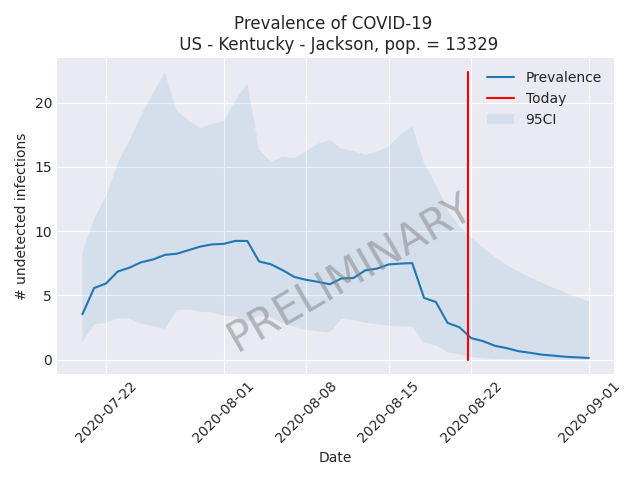 Prevalence of COVID-19
US - Kentucky - Jackson, pop. = 13329
Prevalence
Today
95CI
# undetected infections
20
15
10
5
0
PRELIMINARY
2020-07-22
2020-08-01
2020-08-08
2020-08-15
2020-08-22
2020-09-01
Date